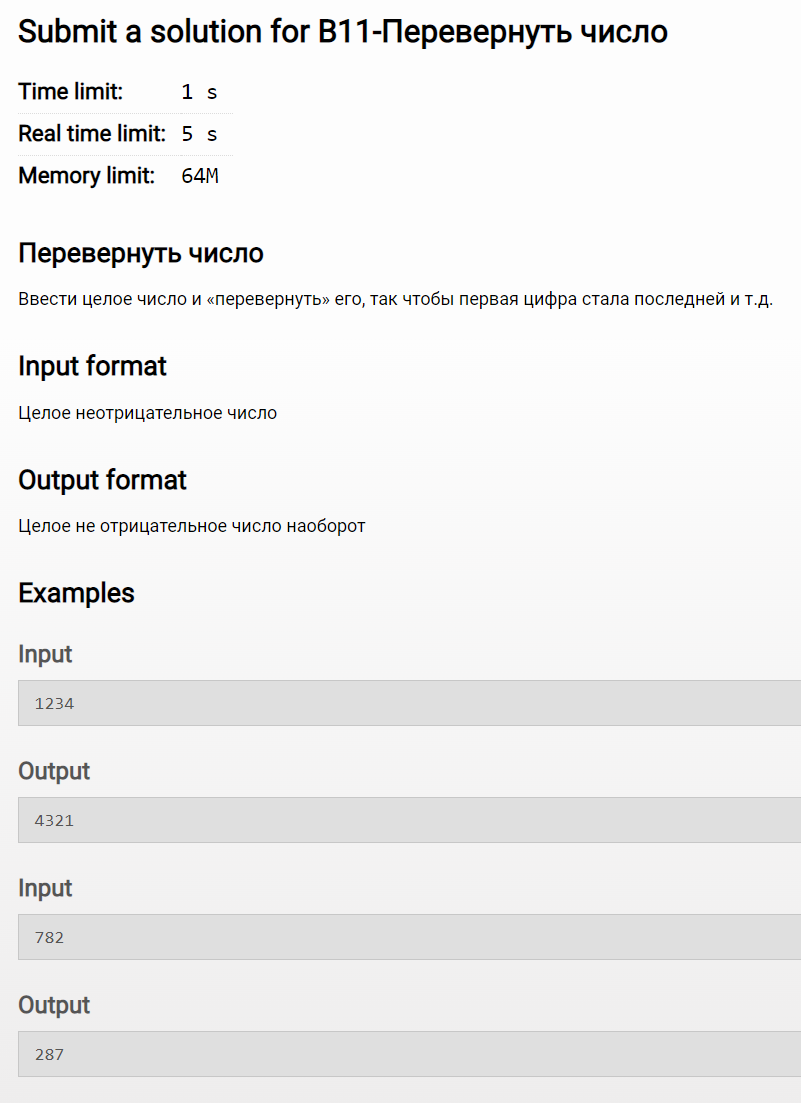 Submit a solution for B11-Перевернуть число
Time limit: 1 s
Real time limit: 5 s
Memory limit: 64M
Перевернуть число
Ввести целое число и «перевернуть» его, так чтобы первая цифра стала последней и т.д.
Input format
Целое неотрицательное число
Output format
Целое не отрицательное число наоборот
Examples
Input
1234
Output
4321
Input
782
Output
287